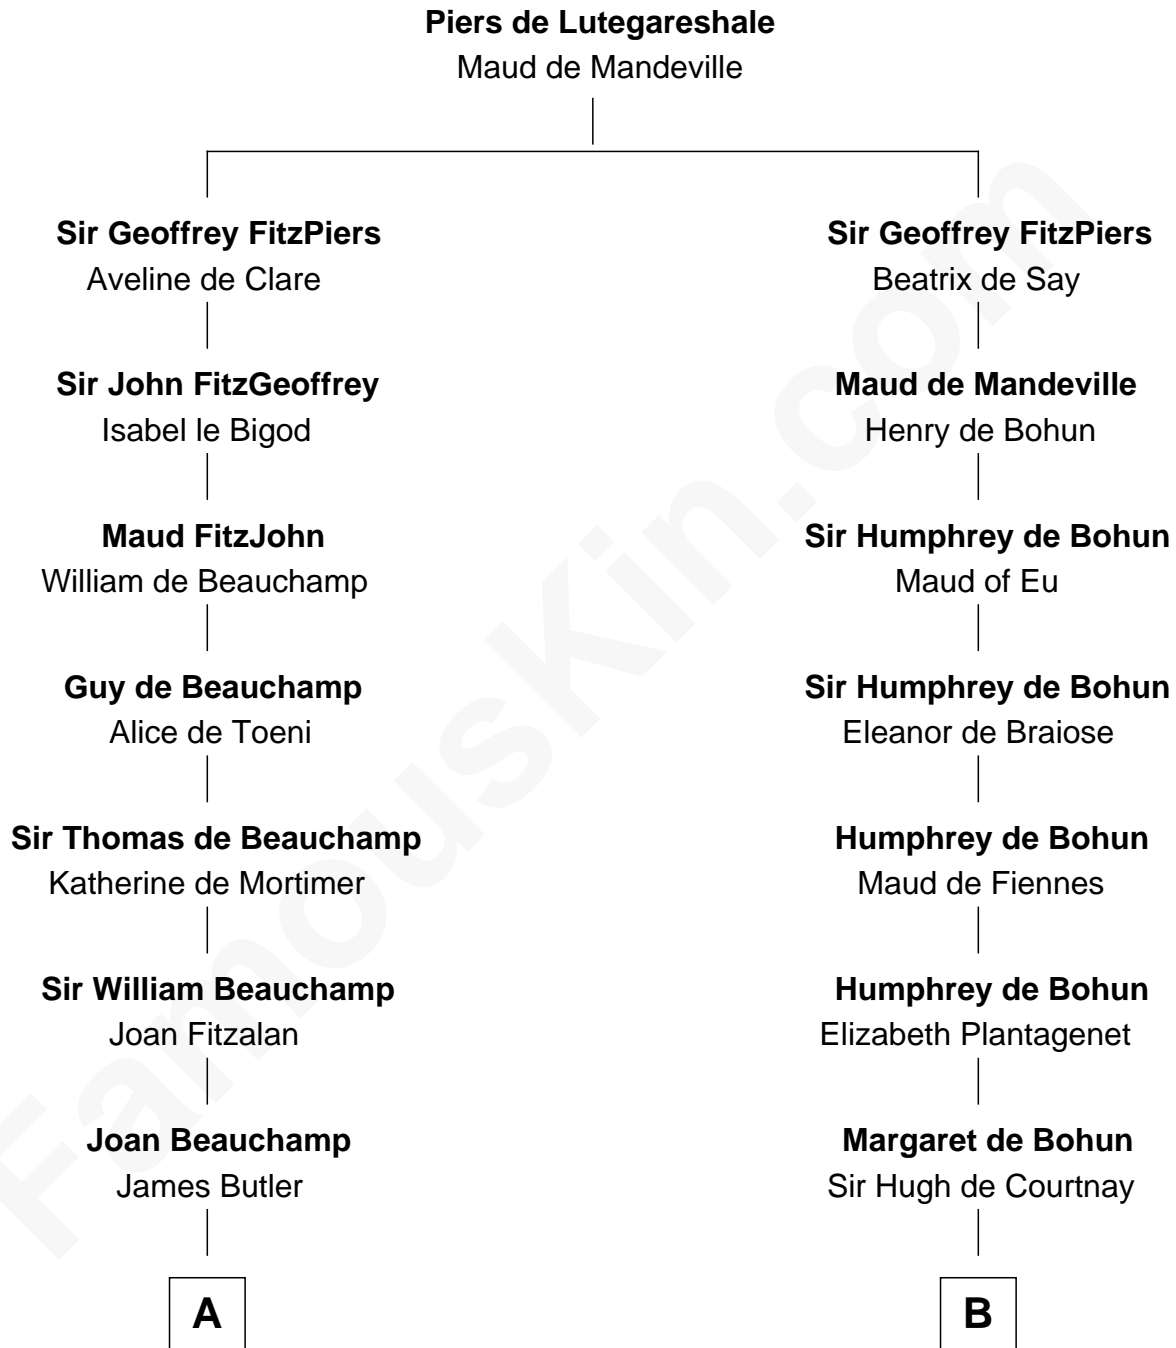 Piers de Lutegareshale
Maud de Mandeville
Sir Geoffrey FitzPiers
Aveline de Clare
Sir John FitzGeoffrey
Isabel le Bigod
Maud FitzJohn
William de Beauchamp
Guy de Beauchamp
Alice de Toeni
Sir Thomas de Beauchamp
Katherine de Mortimer
Sir William Beauchamp
Joan Fitzalan
Joan Beauchamp
James Butler
A
Sir Geoffrey FitzPiers
Beatrix de Say
Maud de Mandeville
Henry de Bohun
Sir Humphrey de Bohun
Maud of Eu
Sir Humphrey de Bohun
Eleanor de Braiose
Humphrey de Bohun
Maud de Fiennes
Humphrey de Bohun
Elizabeth Plantagenet
Margaret de Bohun
Sir Hugh de Courtnay
B
FamousKin.com